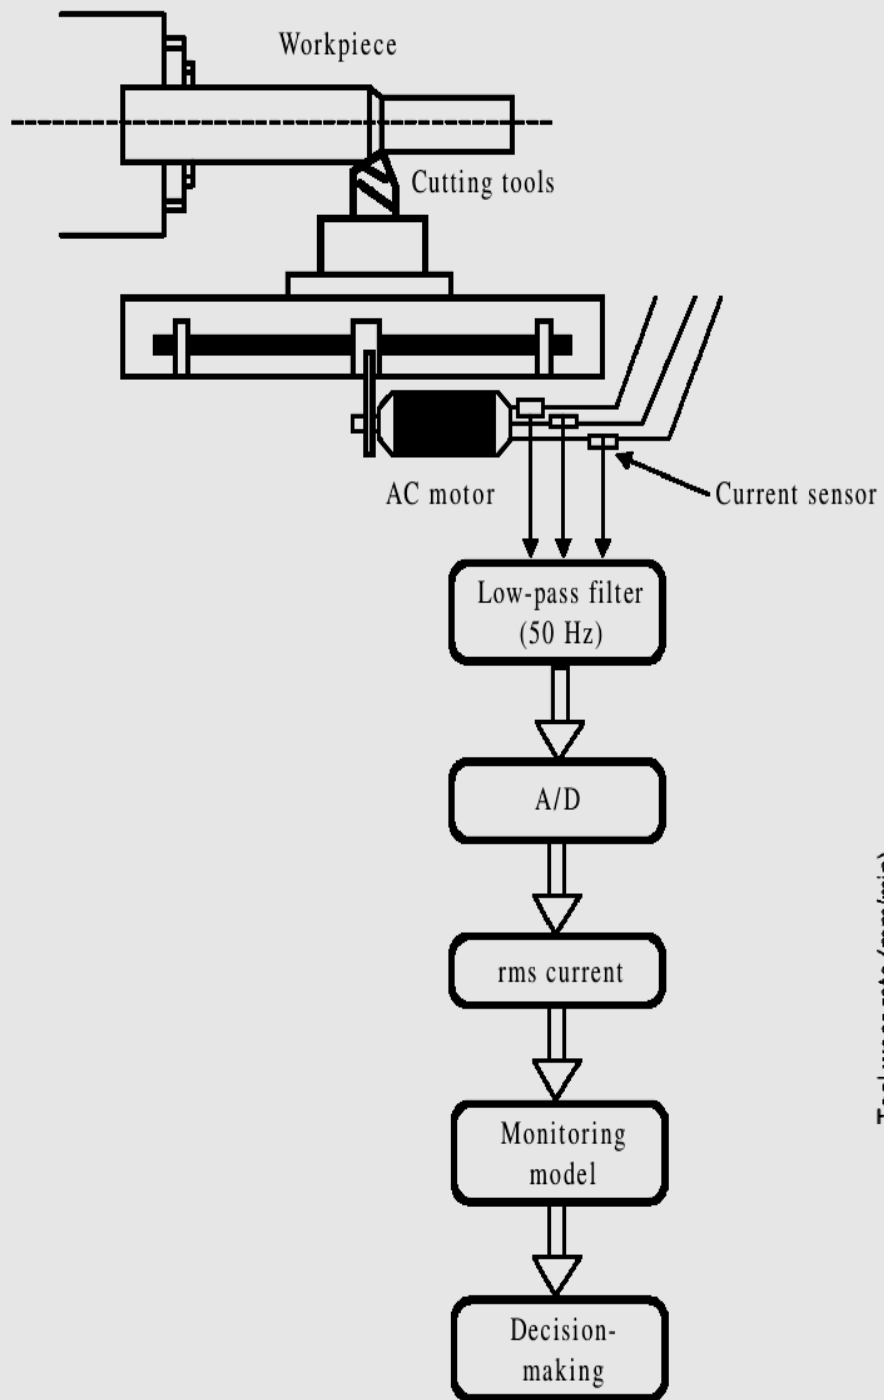 Workpiece
Cutting tools
AC motor
Current sensor
Low-pass filter
(50 Hz)
A/D
rms current
Monitoring
model
Decision-
making